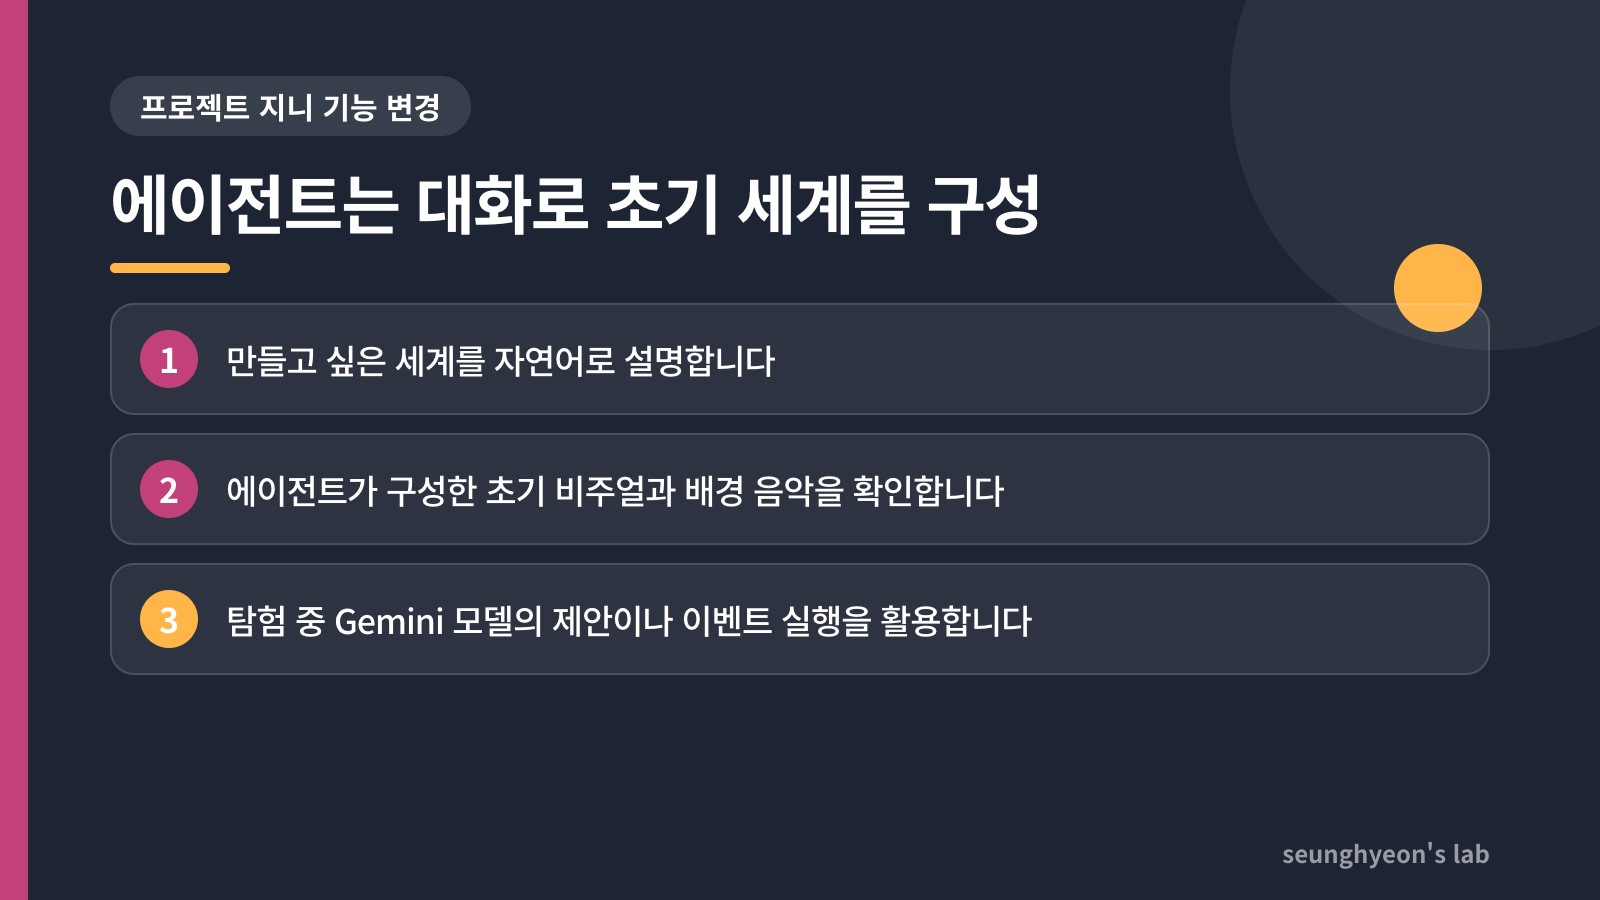 프로젝트 지니 기능 변경
에이전트는 대화로 초기 세계를 구성
1 만들고 싶은 세계를 자연어로 설명합니다
2 에이전트가 구성한 초기 비주얼과 배경 음악을 확인합니다
3 탐험 중 Gemini 모델의 제안이나 이벤트 실행을 활용합니다
seunghyeon's lab